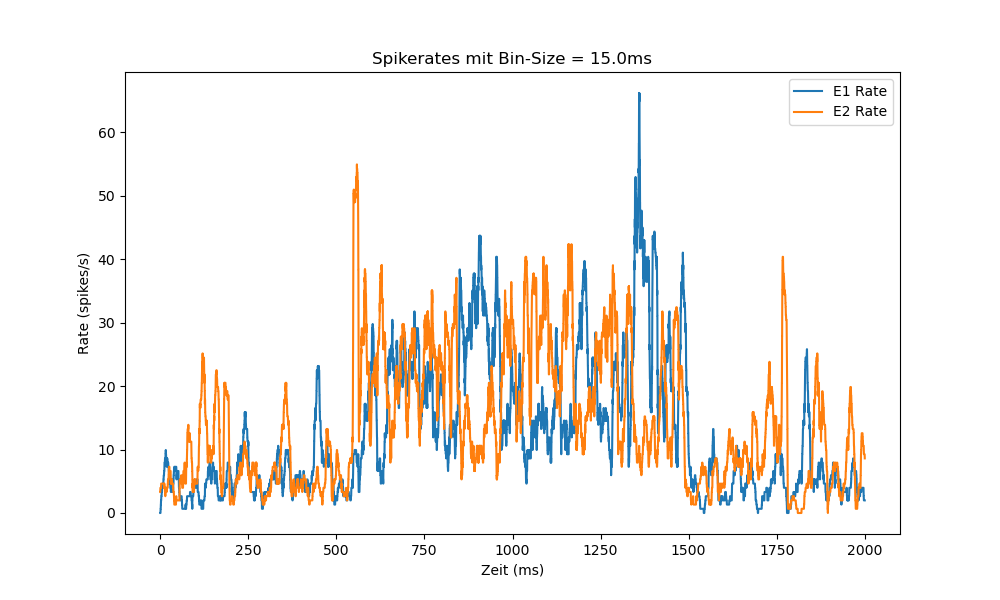 Spikerates mit Bin-Size = 15.0ms
E1 Rate
E2 Rate
60
50
40
30
20
10
0
Rate (spikes/s)
0 250 500 750 1000 1250 1500 1750 2000
Zeit (ms)